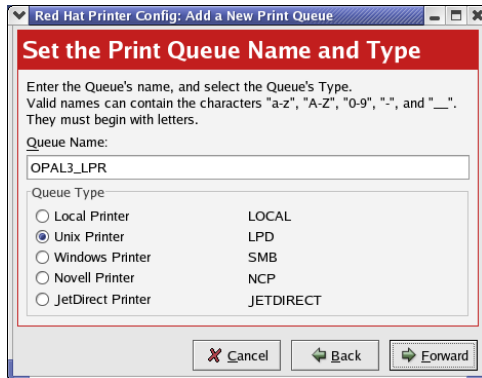 Red Hat Printer Config: Add a New Print Queue
Set the Print Queue Name and Type
Enter the Queue's name, and select the Queue's Type.
Valid names can contain the characters "a-z", "A-Z", "0-9", "-", and "__".
They must begin with letters.
Queue Name:
OPAL3_LPR
Queue Type
Local Printer LOCAL
Unix Printer LPD
Windows Printer SMB
Novell Printer NCP
JetDirect Printer JETDIRECT
Cancel Back Forward